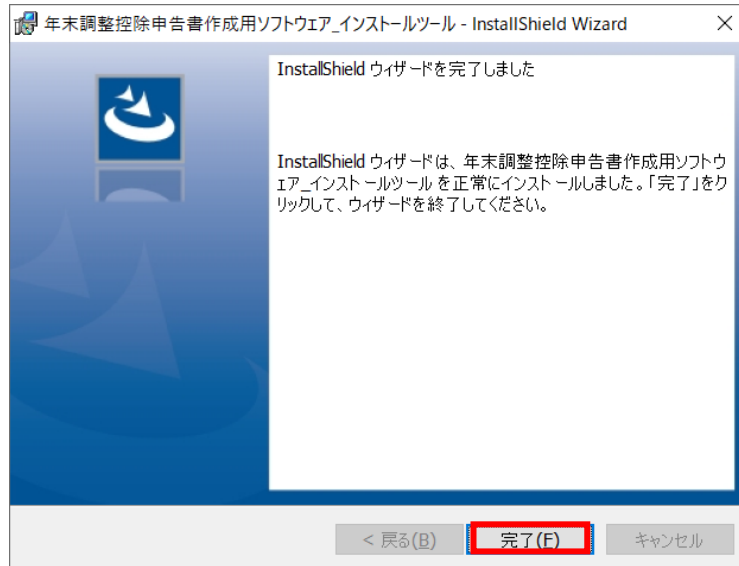 年末調整控除申告書作成用ソフトウェア_インストールツール - InstallShield Wizard
InstallShield ウィザードを完了しました
InstallShield ウィザードは、年末調整控除申告書作成用ソフトウ
ェア_インストールツール を正常にインストールしました。「完了」をク
リックして、ウィザードを終了してください。
< 戻る(B) 完了(F) キャンセル